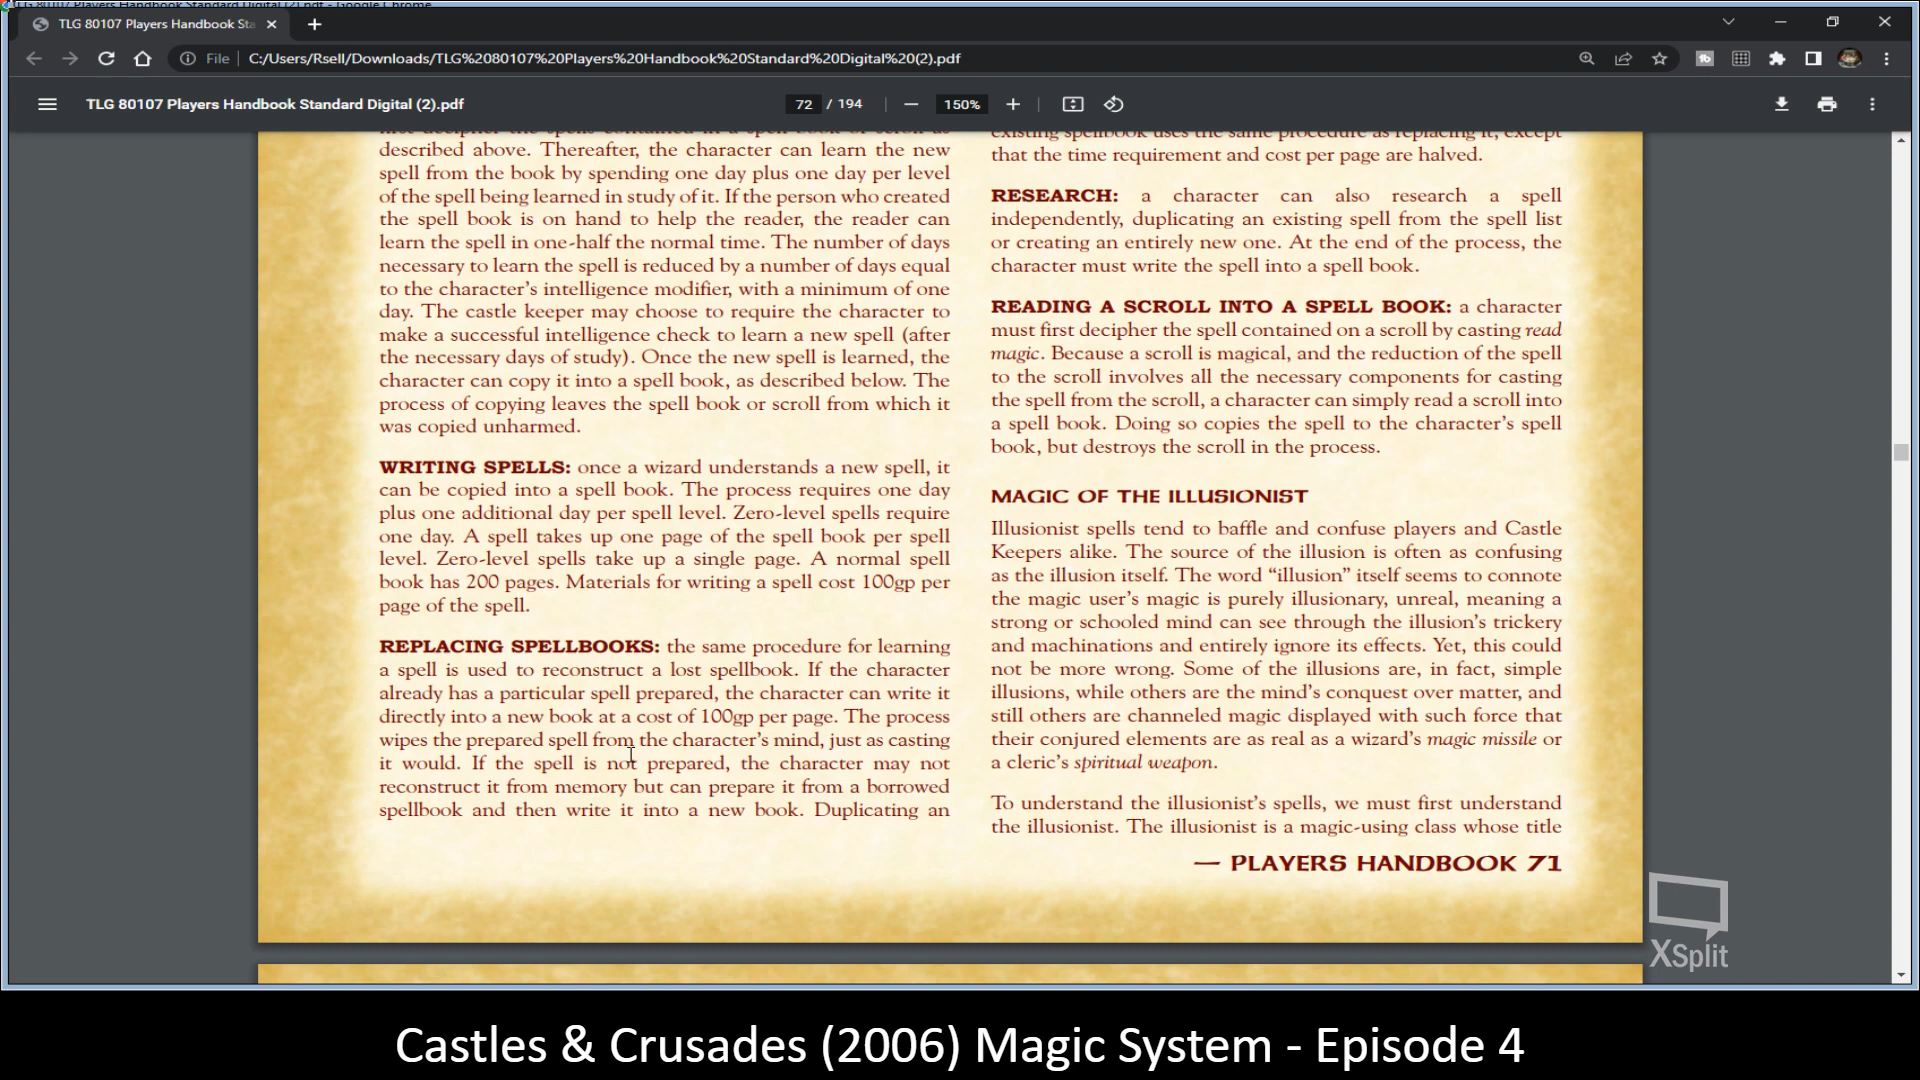 TLG 80107 Players Handbook Sta
File C:/Users/Rsell/Downloads/TLG%2080107%20Players%20Handbook%20Standard%20Digital%20(2).pdf
TLG 80107 Players Handbook Standard Digital (2).pdf
72 / 194
150%
described above. Thereafter, the character can learn the new
spell from the book by spending one day plus one day per level
of the spell being learned in study of it. If the person who created
the spell book is on hand to help the reader, the reader can
learn the spell in one-half the normal time. The number of days
necessary to learn the spell is reduced by a number of days equal
to the character's intelligence modifier, with a minimum of one
day. The castle keeper may choose to require the character to
make a successful intelligence check to learn a new spell (after
the necessary days of study). Once the new spell is learned, the
character can copy it into a spell book, as described below. The
process of copying leaves the spell book or scroll from which it
was copied unharmed.
WRITING SPELLS: once a wizard understands a new spell, it
can be copied into a spell book. The process requires one day
plus one additional day per spell level. Zero-level spells require
one day. A spell takes up one page of the spell book per spell
level. Zero-level spells take up a single page. A normal spell
book has 200 pages. Materials for writing a spell cost 100gp per
page of the spell.
REPLACING SPELLBOOKS: the same procedure for learning
a spell is used to reconstruct a lost spellbook. If the character
already has a particular spell prepared, the character can write it
directly into a new book at a cost of 100gp per page. The process
wipes the prepared spell from the character's mind, just as casting
it would. If the spell is not prepared, the character may not
reconstruct it from memory but can prepare it from a borrowed
spellbook and then write it into a new book. Duplicating an
existing spellbook uses the same procedure as replacing it, except
that the time requirement and cost per page are halved.
RESEARCH: a character can also research a spell
independently, duplicating an existing spell from the spell list
or creating an entirely new one. At the end of the process, the
character must write the spell into a spell book.
READING A SCROLL INTO A SPELL BOOK: a character
must first decipher the spell contained on a scroll by casting read
magic. Because a scroll is magical, and the reduction of the spell
to the scroll involves all the necessary components for casting
the spell from the scroll, a character can simply read a scroll into
a spell book. Doing so copies the spell to the character's spell
book, but destroys the scroll in the process.
MAGIC OF THE ILLUSIONIST
Illusionist spells tend to baffle and confuse players and Castle
Keepers alike. The source of the illusion is often as confusing
as the illusion itself. The word “illusion” itself seems to connote
the magic user's magic is purely illusionary, unreal, meaning a
strong or schooled mind can see through the illusion's trickery
and machinations and entirely ignore its effects. Yet, this could
not be more wrong. Some of the illusions are, in fact, simple
illusions, while others are the mind's conquest over matter, and
still others are channeled magic displayed with such force that
their conjured elements are as real as a wizard's magic missile or
a cleric's spiritual weapon.
To understand the illusionist's spells, we must first understand
the illusionist. The illusionist is a magic-using class whose title
— PLAYERS HANDBOOK 71
XSplit
Castles & Crusades (2006) Magic System - Episode 4